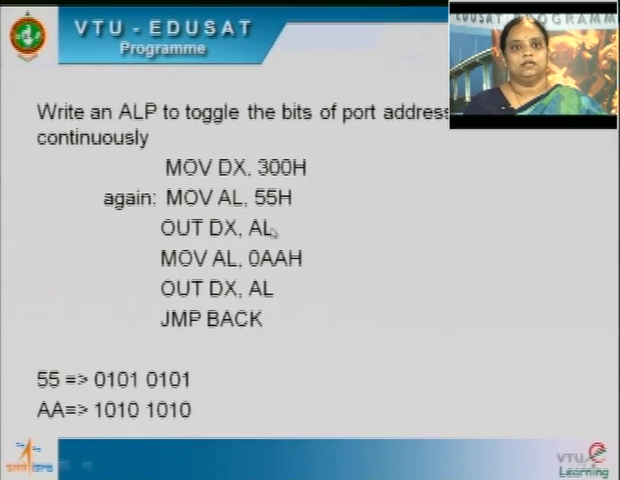 VTU - EDUSAT
Programme
EDUSAT PROGRAMM
Write an ALP to toggle the bits of port address
continuously
MOV DX, 300H
again: MOV AL, 55H
OUT DX, AL
MOV AL, 0AAH
OUT DX, AL
JMP BACK
55 => 0101 0101
AA=> 1010 1010
VTU
Learning